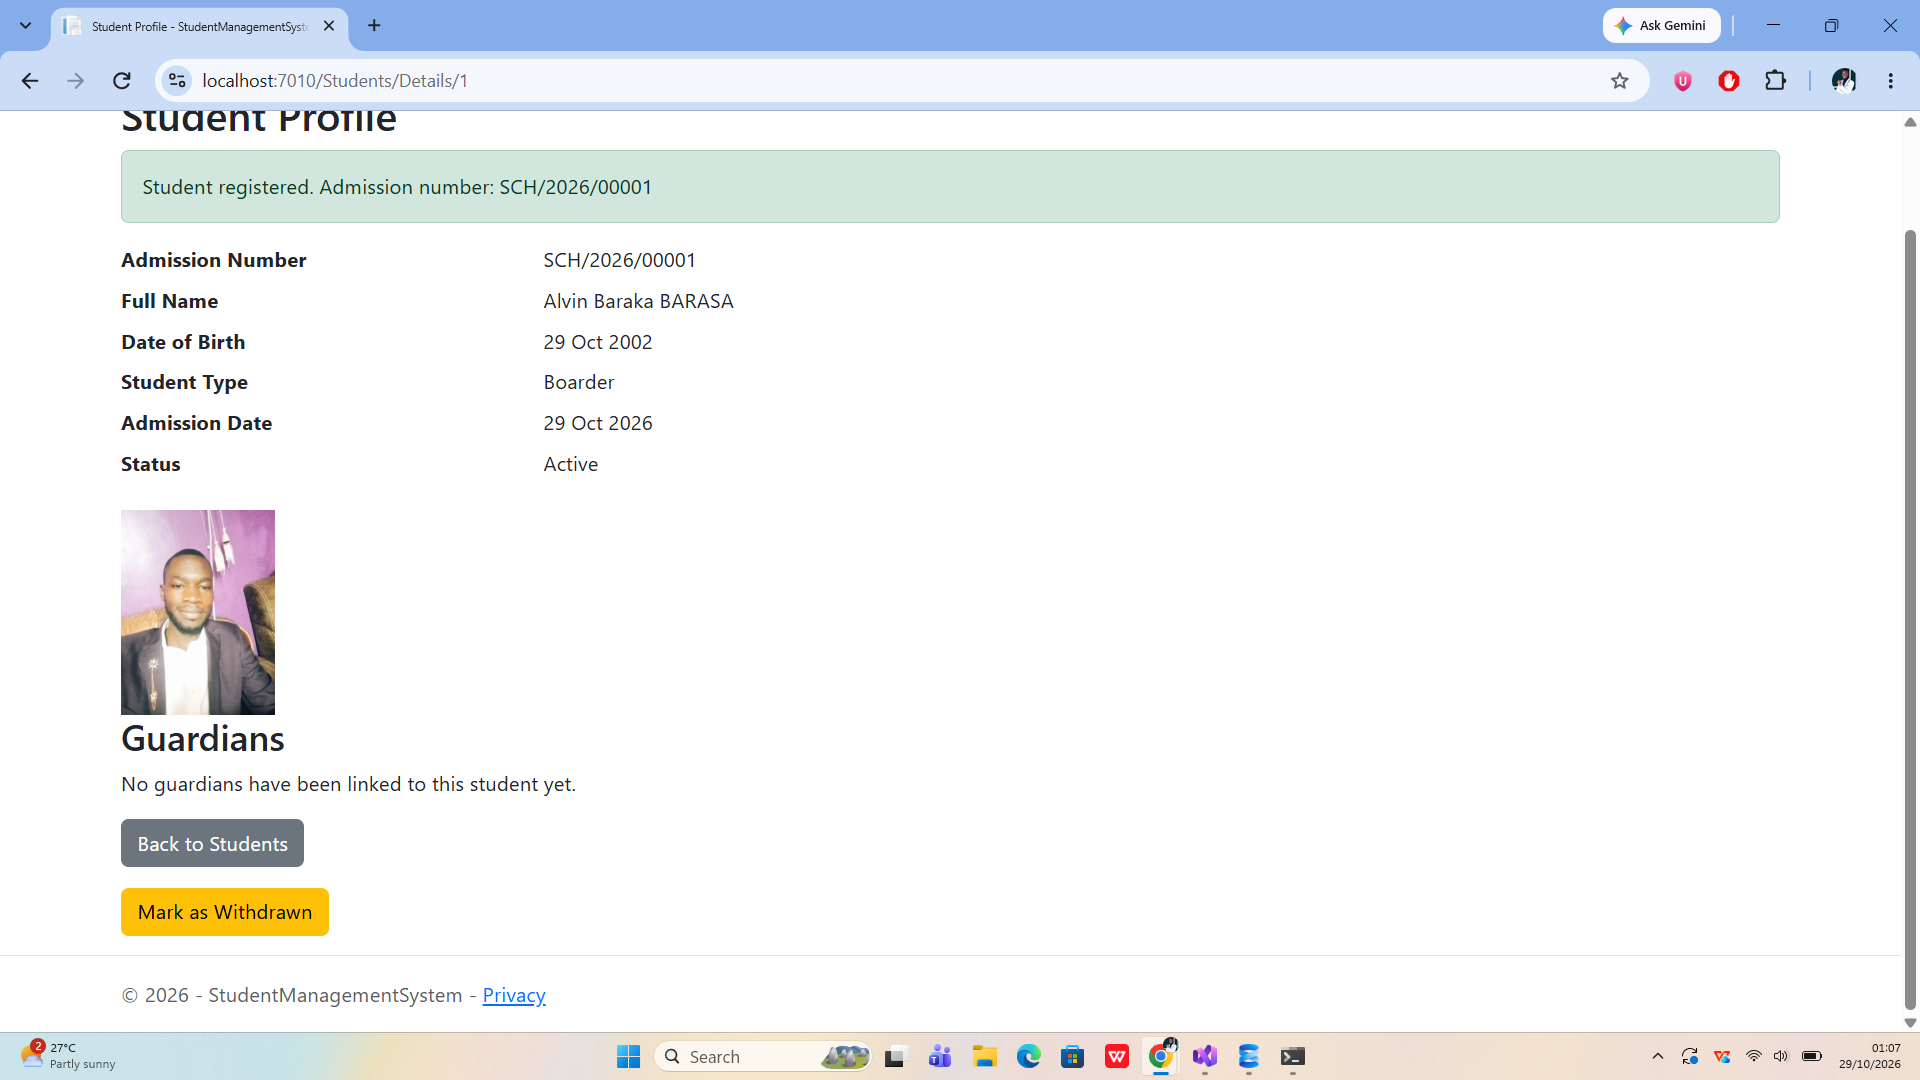 Student Profile - StudentManagementSyst
Ask Gemini
localhost:7010/Students/Details/1
Student Profile
Student registered. Admission number: SCH/2026/00001
Admission Number SCH/2026/00001
Full Name Alvin Baraka BARASA
Date of Birth 29 Oct 2002
Student Type Boarder
Admission Date 29 Oct 2026
Status Active
Guardians
No guardians have been linked to this student yet.
Back to Students
Mark as Withdrawn
© 2026 - StudentManagementSystem - Privacy
2
27°C
Partly sunny
Search
01:07
29/10/2026